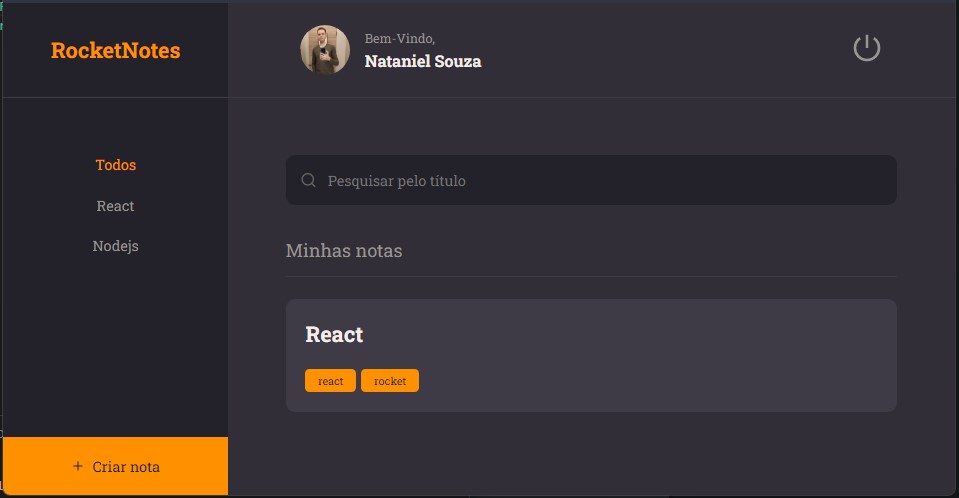 RocketNotes
Bem-Vindo,
Nataniel Souza
Todos
React
Nodejs
Pesquisar pelo título
Minhas notas
React
react rocket
+ Criar nota